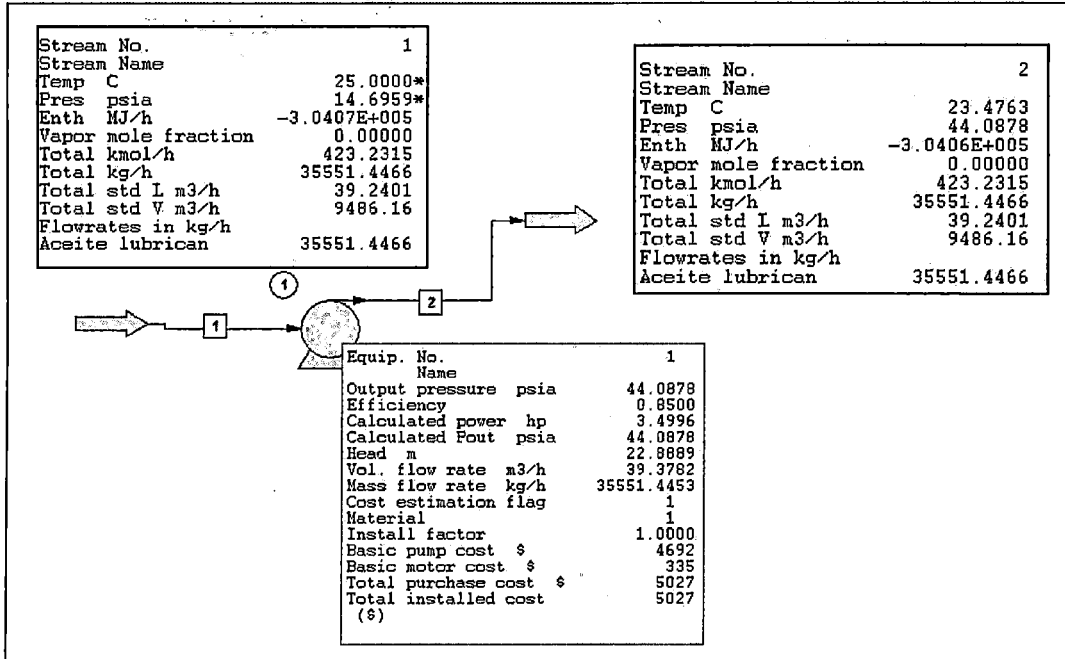 Stream No. 1
Stream Name
Temp C 25.0000*
Pres psia 14.6959*
Enth MJ/h -3.0407E+005
Vapor mole fraction 0.00000
Total kmol/h 423.2315
Total kg/h 35551.4466
Total std L m3/h 39.2401
Total std V m3/h 9486.16
Flowrates in kg/h
Aceite lubrican 35551.4466
Stream No. 2
Stream Name
Temp C 23.4763
Pres psia 44.0878
Enth MJ/h -3.0406E+005
Vapor mole fraction 0.00000
Total kmol/h 423.2315
Total kg/h 35551.4466
Total std L m3/h 39.2401
Total std V m3/h 9486.16
Flowrates in kg/h
Aceite lubrican 35551.4466
1
2
1
Equip. No. 1
Name
Output pressure psia 44.0878
Efficiency 0.8500
Calculated power hp 3.4996
Calculated Pout psia 44.0878
Head m 22.8889
Vol. flow rate m3/h 39.3782
Mass flow rate kg/h 35551.4453
Cost estimation flag 1
Material 1
Install factor 1.0000
Basic pump cost $ 4692
Basic motor cost $ 335
Total purchase cost $ 5027
Total installed cost 5027
($)